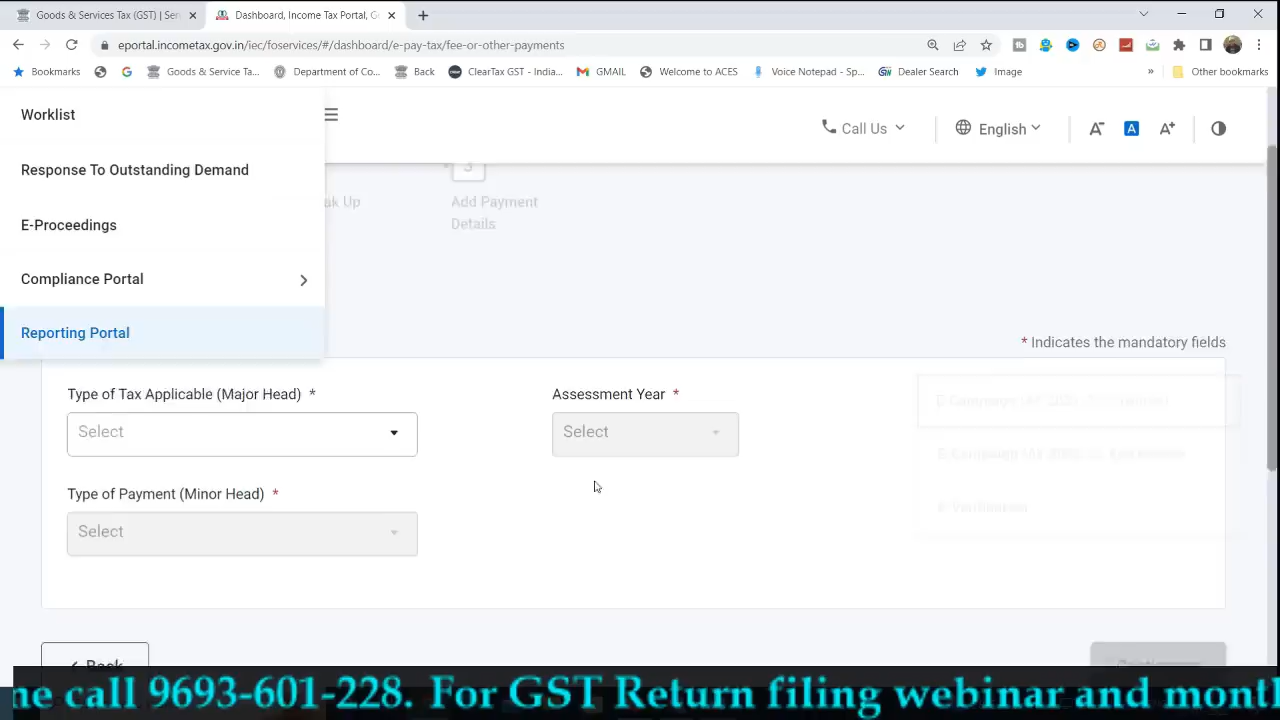 Goods & Services Tax (GST) | Ser
Dashboard, Income Tax Portal, G
eportal.incometax.gov.in/iec/foservices/#/dashboard/e-pay-tax/fee-or-other-payments
Bookmarks
Goods & Service Ta...
Department of Co...
Back
ClearTax GST - India...
GMAIL
Welcome to ACES
Voice Notepad - Sp...
Dealer Search
Image
»
Other bookmarks
Worklist
Call Us
English
A-
A
A+
Response To Outstanding Demand
3
ak Up
Add Payment
Details
E-Proceedings
Compliance Portal
Reporting Portal
* Indicates the mandatory fields
Type of Tax Applicable (Major Head) *
Assessment Year *
Select
Select
Type of Payment (Minor Head) *
Select
Back
ne call 9693-601-228. For GST Return filing webinar and month